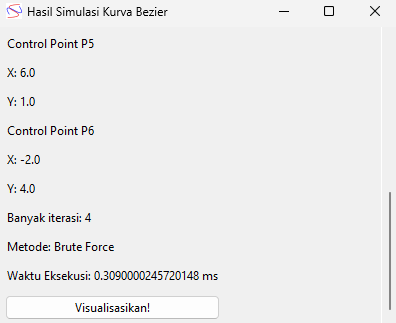 Hasil Simulasi Kurva Bezier
Control Point P5
X: 6.0
Y: 1.0
Control Point P6
X: -2.0
Y: 4.0
Banyak iterasi: 4
Metode: Brute Force
Waktu Eksekusi: 0.3090000245720148 ms
Visualisasikan!